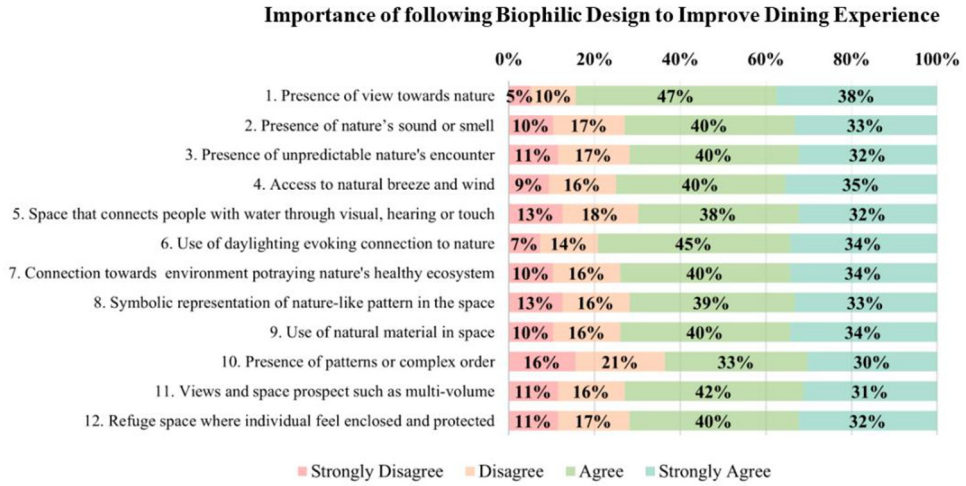 Importance of following Biophilic Design to Improve Dining Experience
0% 20% 40% 60% 80% 100%
1. Presence of view towards nature 5% 10% 47% 38%
2. Presence of nature's sound or smell 10% 17% 40% 33%
3. Presence of unpredictable nature's encounter 11% 17% 40% 32%
4. Access to natural breeze and wind 9% 16% 40% 35%
5. Space that connects people with water through visual, hearing or touch 13% 18% 38% 32%
6. Use of daylighting evoking connection to nature 7% 14% 45% 34%
7. Connection towards environment potraying nature's healthy ecosystem 10% 16% 40% 34%
8. Symbolic representation of nature-like pattern in the space 13% 16% 39% 33%
9. Use of natural material in space 10% 16% 40% 34%
10. Presence of patterns or complex order 16% 21% 33% 30%
11. Views and space prospect such as multi-volume 11% 16% 42% 31%
12. Refuge space where individual feel enclosed and protected 11% 17% 40% 32%
Strongly Disagree Disagree Agree Strongly Agree